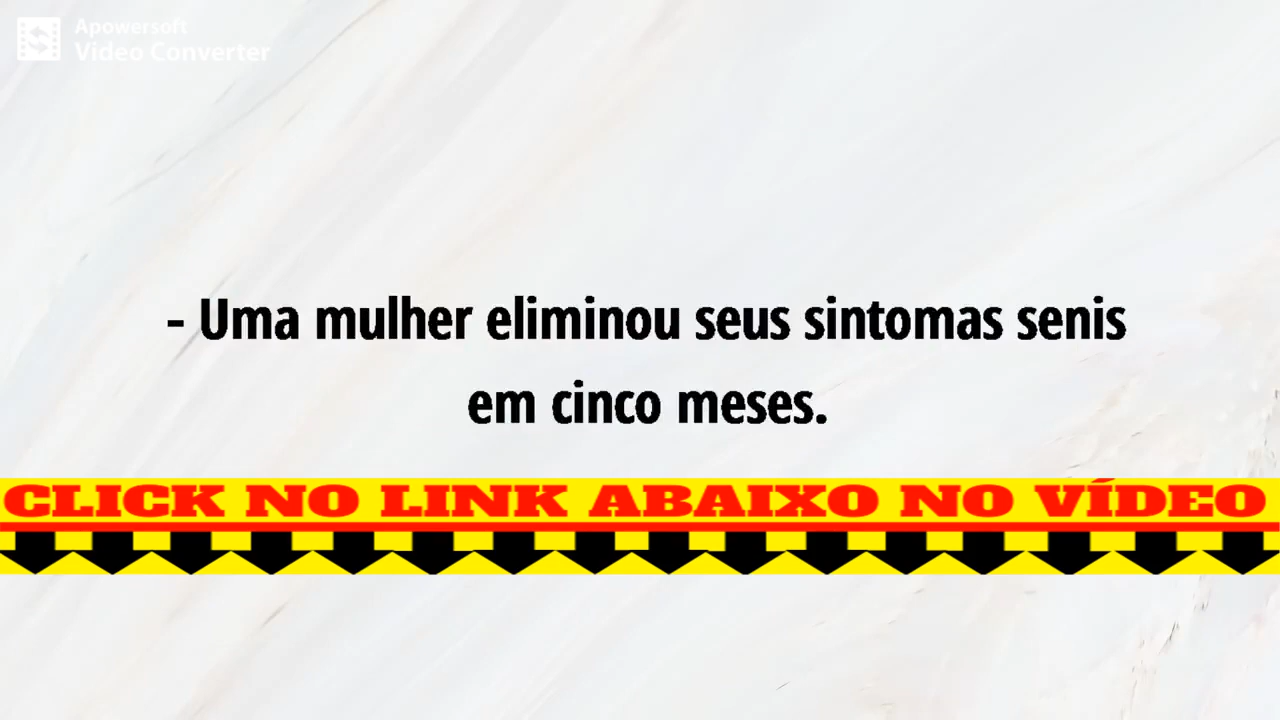 Apowersoft
Video Converter
- Uma mulher eliminou seus sintomas senis
em cinco meses.
CLICK NO LINK ABAIXO NO VÍDEO